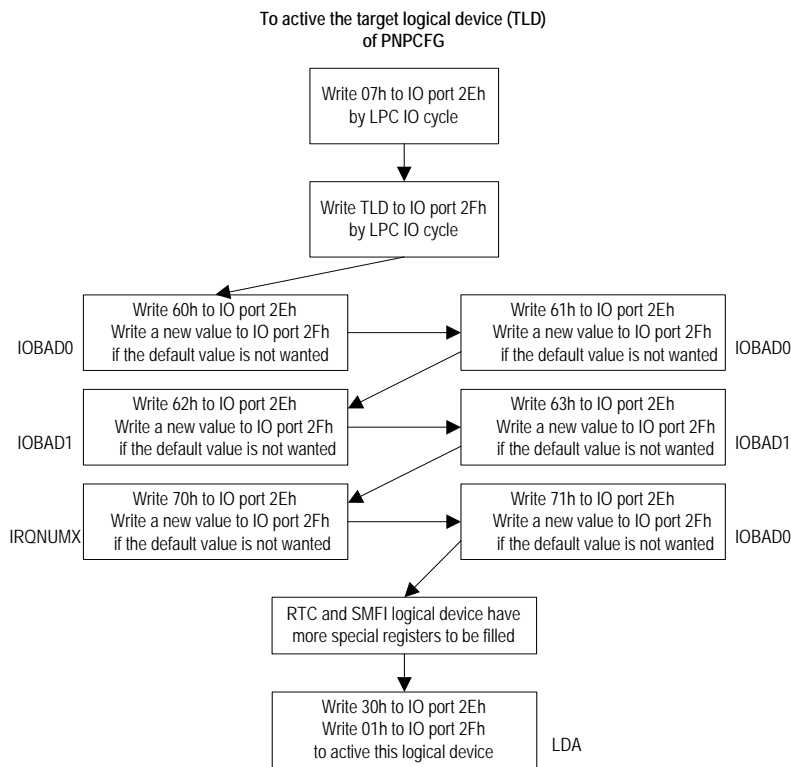 To active the target logical device (TLD)
of PNPCFG
Write 07h to IO port 2Eh
by LPC IO cycle
Write TLD to IO port 2Fh
by LPC IO cycle
IOBAD0
Write 60h to IO port 2Eh
Write a new value to IO port 2Fh
if the default value is not wanted
Write 61h to IO port 2Eh
Write a new value to IO port 2Fh
if the default value is not wanted
IOBAD0
IOBAD1
Write 62h to IO port 2Eh
Write a new value to IO port 2Fh
if the default value is not wanted
Write 63h to IO port 2Eh
Write a new value to IO port 2Fh
if the default value is not wanted
IOBAD1
IRQNUMX
Write 70h to IO port 2Eh
Write a new value to IO port 2Fh
if the default value is not wanted
Write 71h to IO port 2Eh
Write a new value to IO port 2Fh
if the default value is not wanted
IOBAD0
RTC and SMFI logical device have
more special registers to be filled
Write 30h to IO port 2Eh
Write 01h to IO port 2Fh
to active this logical device
LDA